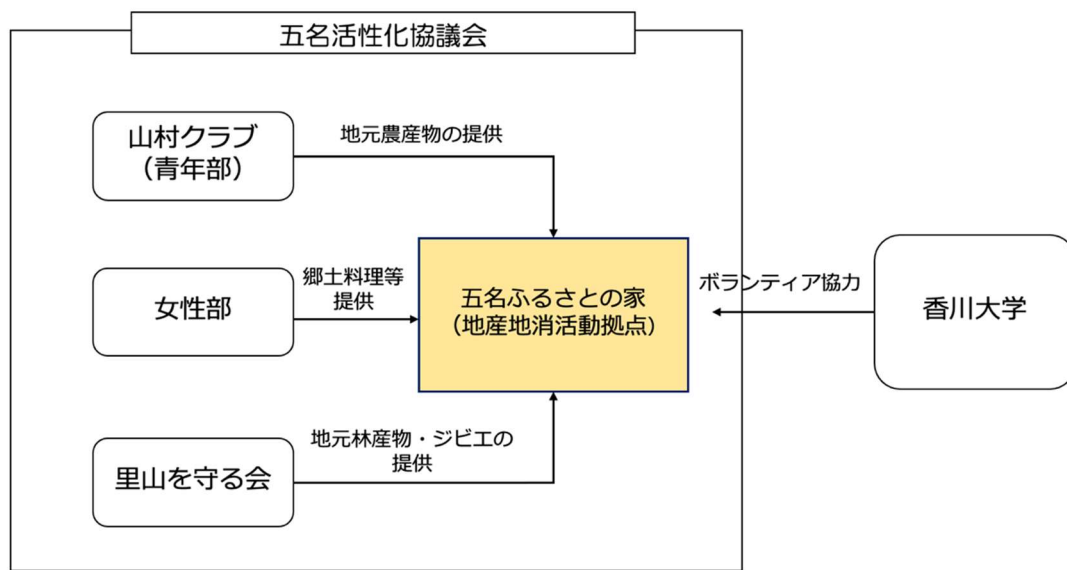 五名活性化協議会
山村クラブ
（青年部）
地元農産物の提供
女性部
郷土料理等
提供
五名ふるさとの家
（地産地消活動拠点）
ボランティア協力
香川大学
里山を守る会
地元林産物・ジビエの
提供